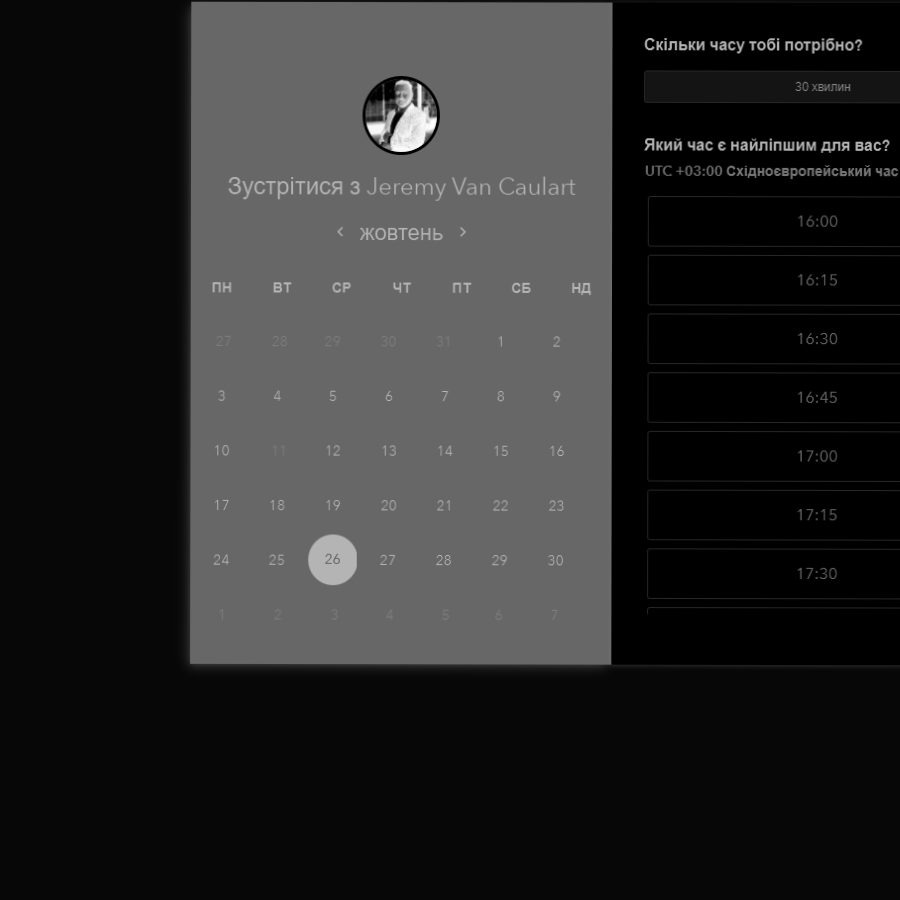 Зустрітися з Jeremy Van Caulart
жовтень
ПН ВТ СР ЧТ ПТ СБ НД
27 28 29 30 31 1 2
3 4 5 6 7 8 9
10 11 12 13 14 15 16
17 18 19 20 21 22 23
24 25 26 27 28 29 30
1 2 3 4 5 6 7
Скільки часу тобі потрібно?
30 хвилин
Який час є найліпшим для вас?
UTC +03:00 Східноєвропейський час
16:00
16:15
16:30
16:45
17:00
17:15
17:30